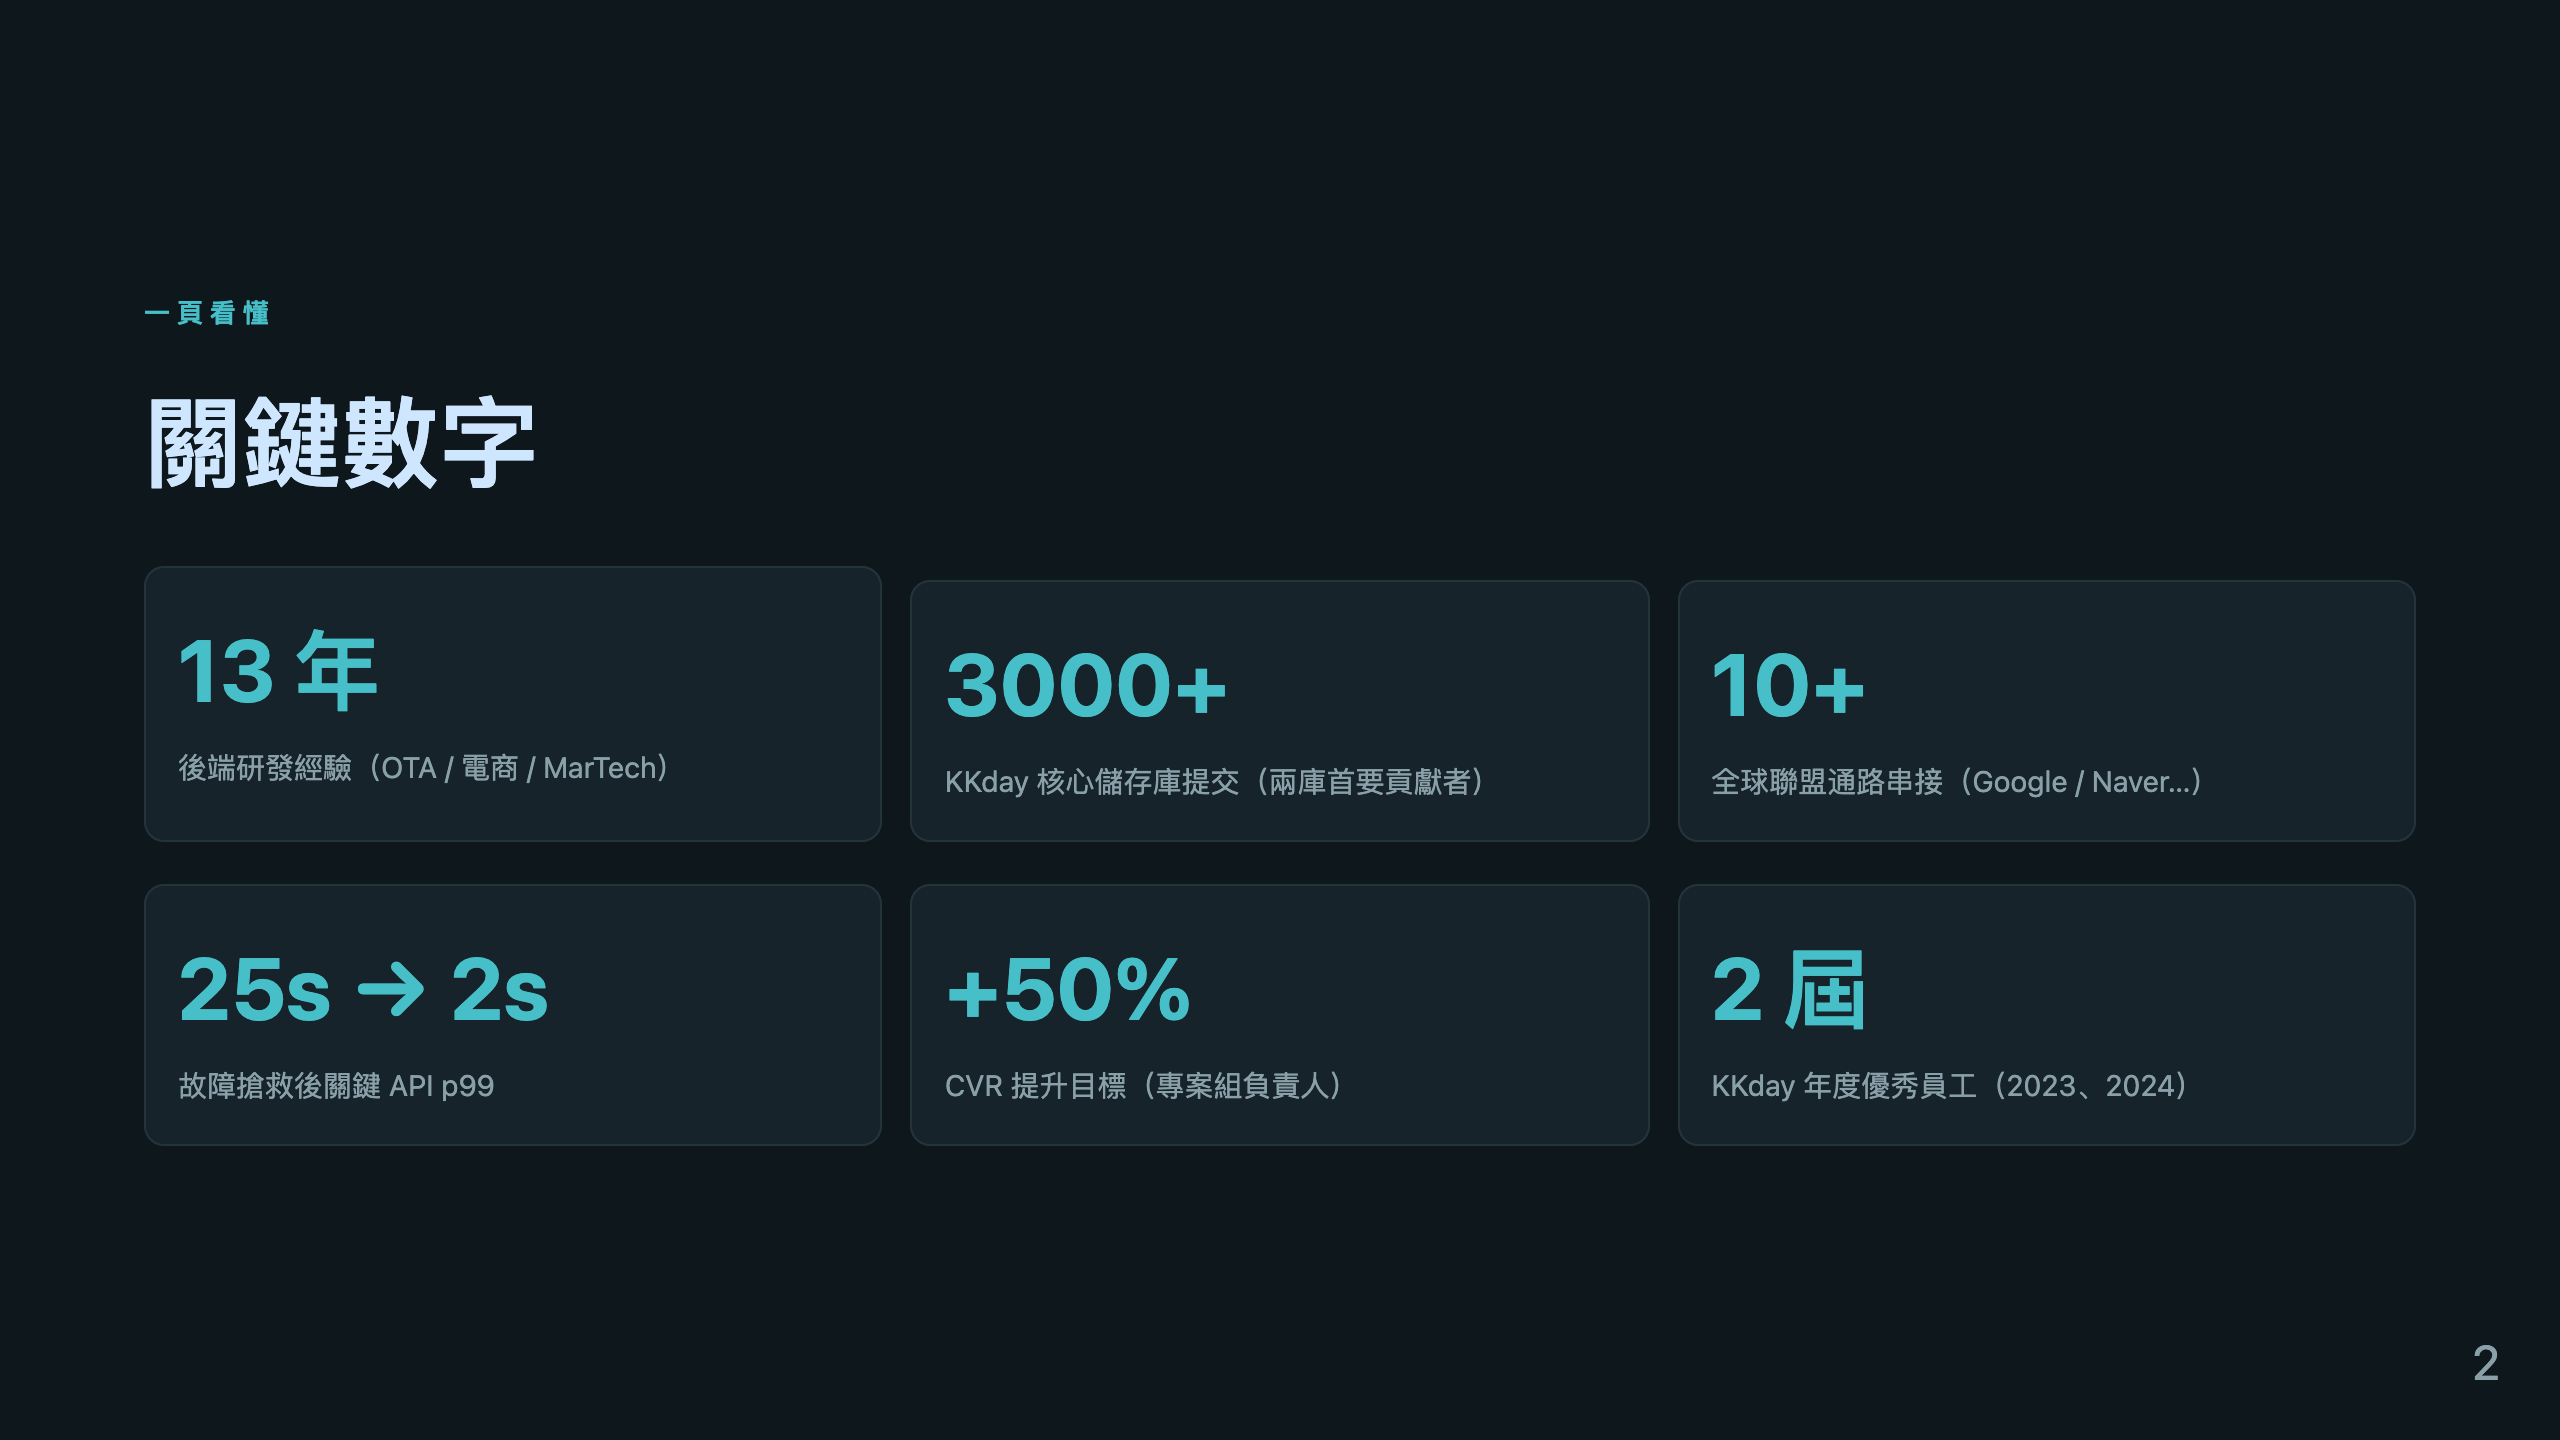 一頁看懂
關鍵數字
13 年
後端研發經驗（OTA / 電商 / MarTech）
3000+
KKday 核心儲存庫提交（兩庫首要貢獻者）
10+
全球聯盟通路串接（Google / Naver…）
25s → 2s
故障搶救後關鍵 API p99
+50%
CVR 提升目標（專案組負責人）
2 屆
KKday 年度優秀員工（2023、2024）
2